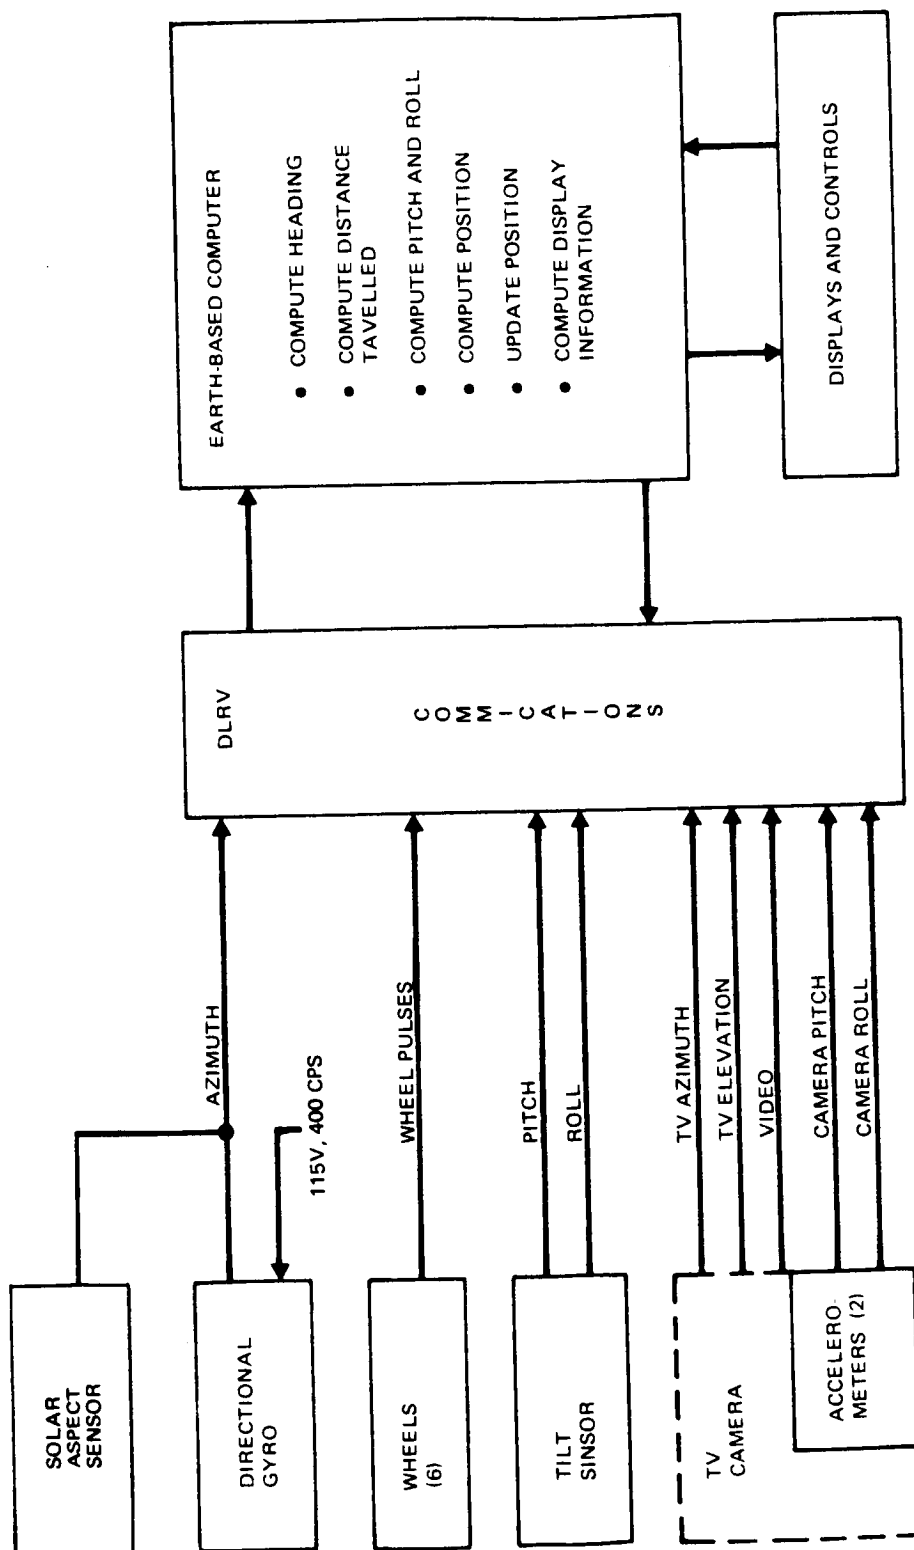 SOLAR
ASPECT
SENSOR
DIRECTIONAL
GYRO
WHEELS
(6)
TILT
SINSOR
TV
CAMERA
ACCELERO-
METERS (2)
AZIMUTH
115V, 400 CPS
WHEEL PULSES
PITCH
ROLL
TV AZIMUTH
TV ELEVATION
VIDEO
CAMERA PITCH
CAMERA ROLL
DLRV
COMMICATIONS
EARTH-BASED COMPUTER
• COMPUTE HEADING
• COMPUTE DISTANCE
TAVELLED
• COMPUTE PITCH AND ROLL
• COMPUTE POSITION
• UPDATE POSITION
• COMPUTE DISPLAY
INFORMATION
DISPLAYS AND CONTROLS